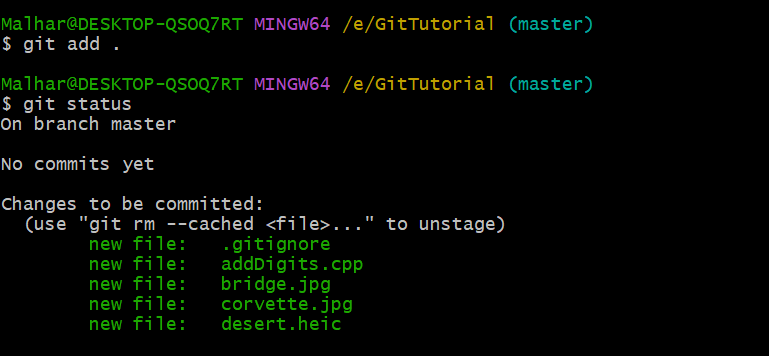 Malhar@DESKTOP-QSOQ7RT MINGW64 /e/GitTutorial (master)
$ git add .
Malhar@DESKTOP-QSOQ7RT MINGW64 /e/GitTutorial (master)
$ git status
On branch master
No commits yet
Changes to be committed:
(use "git rm --cached <file>..." to unstage)
new file: .gitignore
new file: addDigits.cpp
new file: bridge.jpg
new file: corvette.jpg
new file: desert.heic